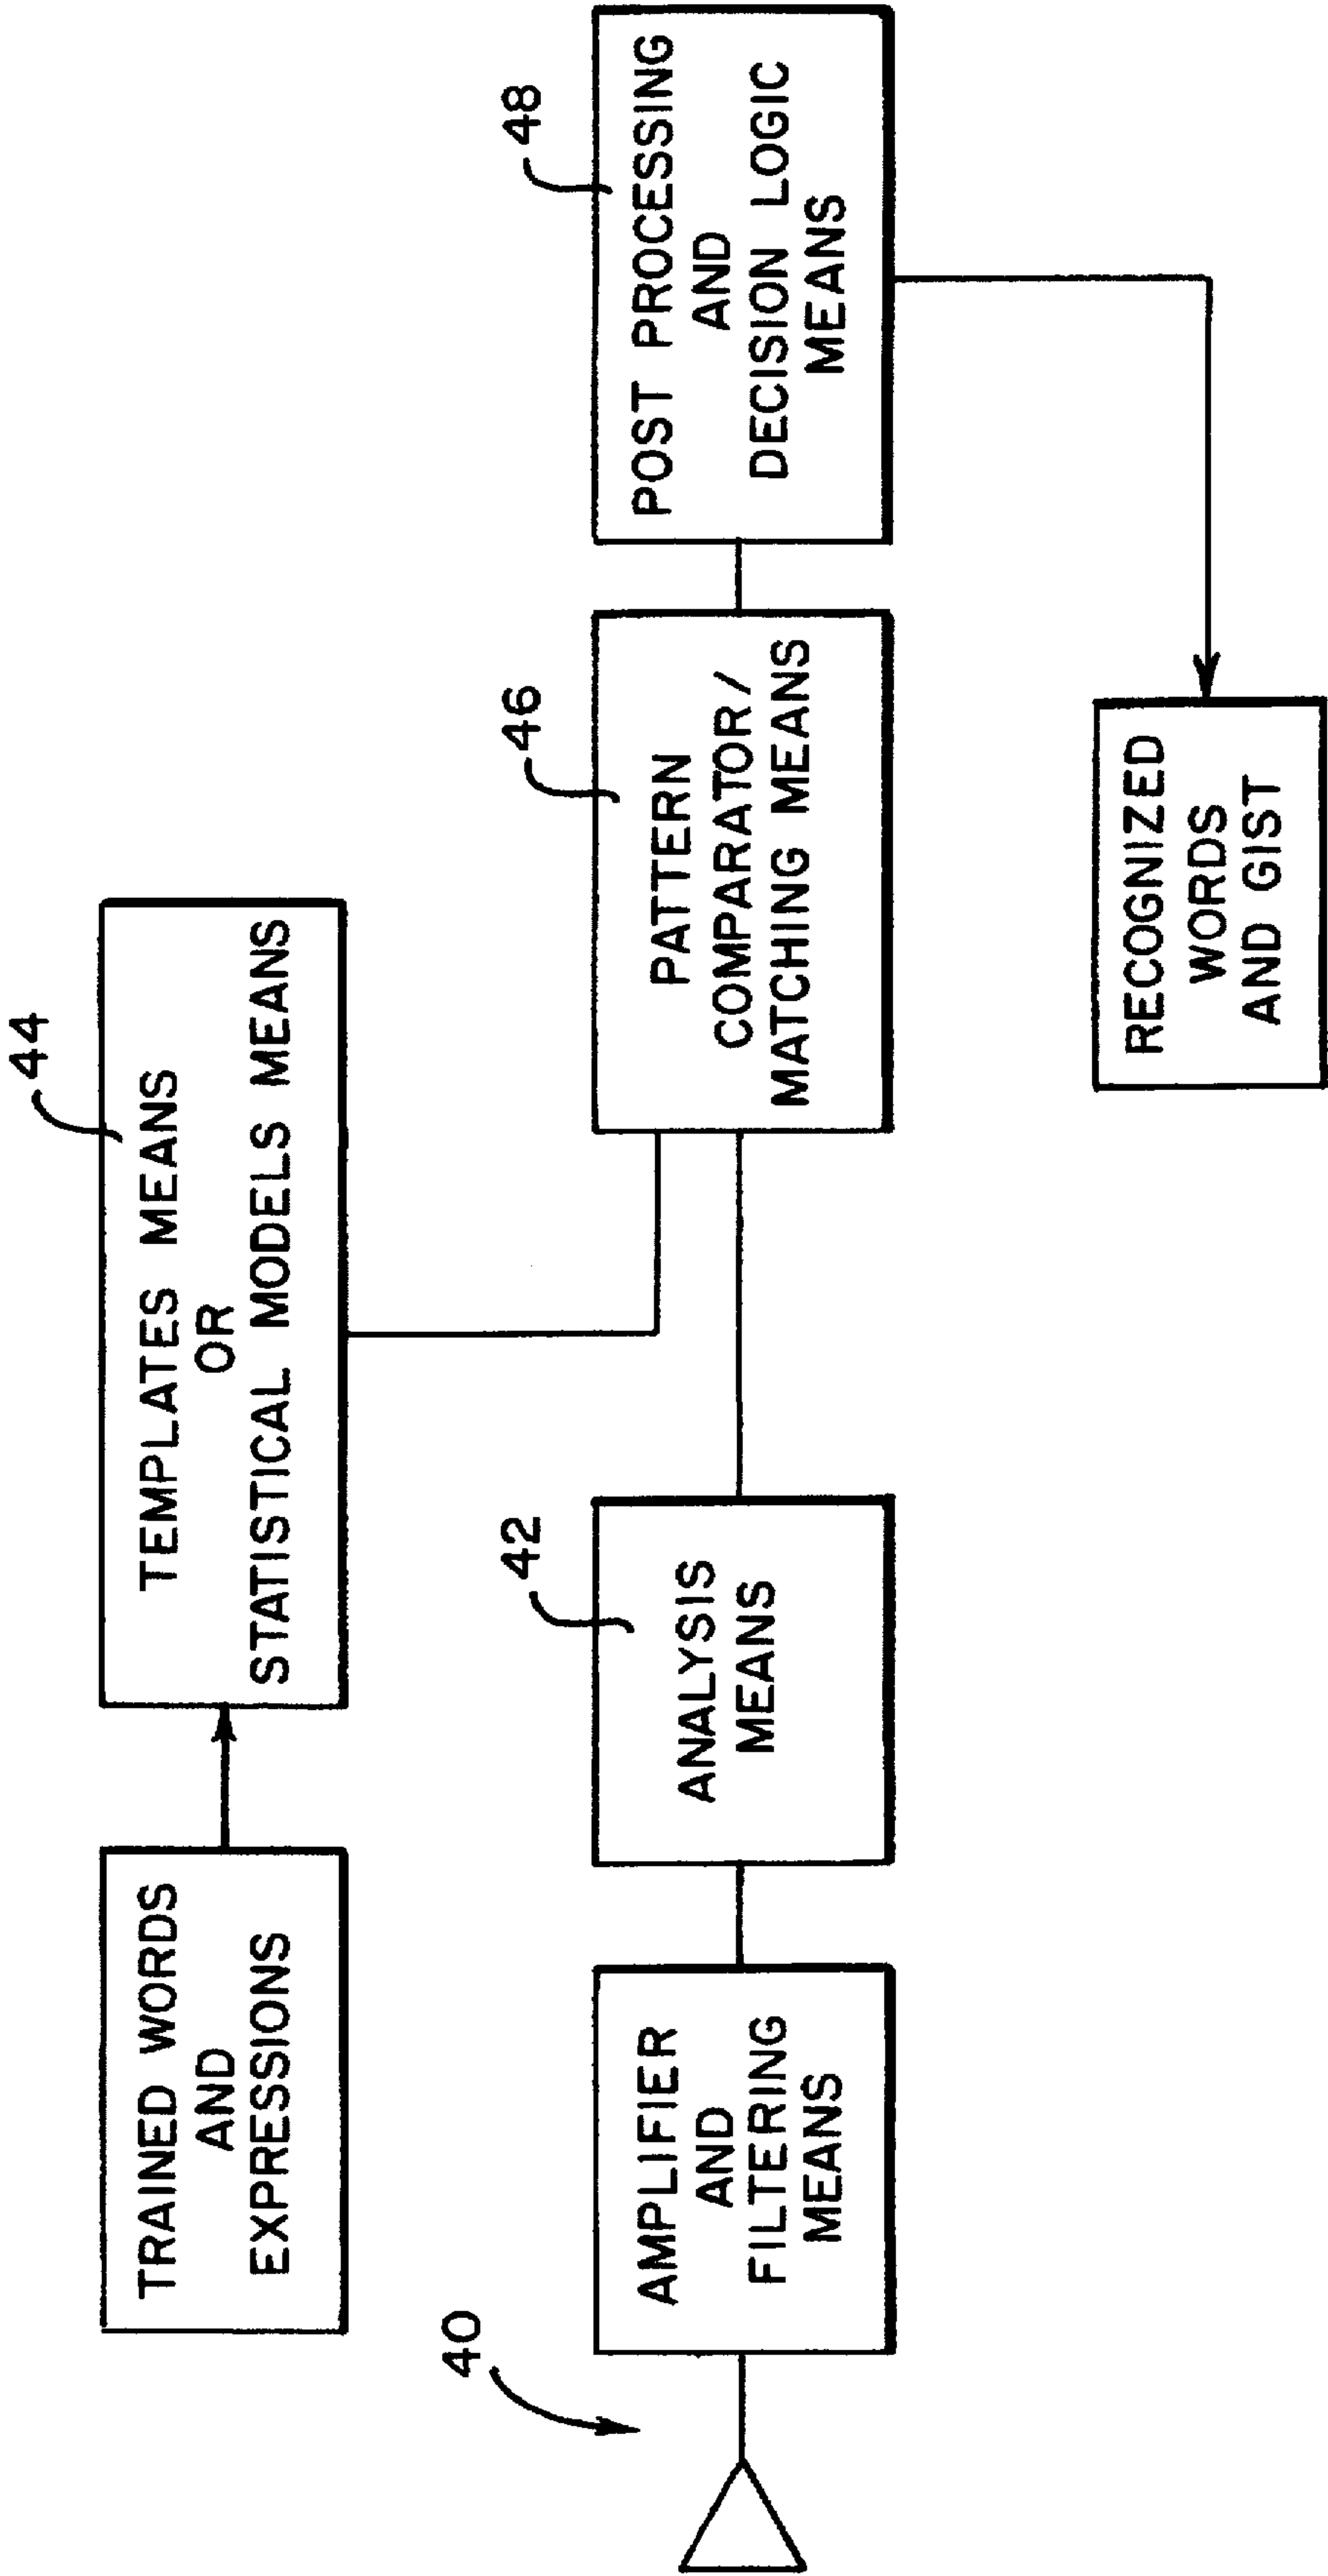 TRAINED WORDS
AND
EXPRESSIONS
44
TEMPLATES MEANS
OR
STATISTICAL MODELS MEANS
40
AMPLIFIER
AND
FILTERING
MEANS
42
ANALYSIS
MEANS
46
PATTERN
COMPARATOR/
MATCHING MEANS
48
POST PROCESSING
AND
DECISION LOGIC
MEANS
RECOGNIZED
WORDS
AND GIST